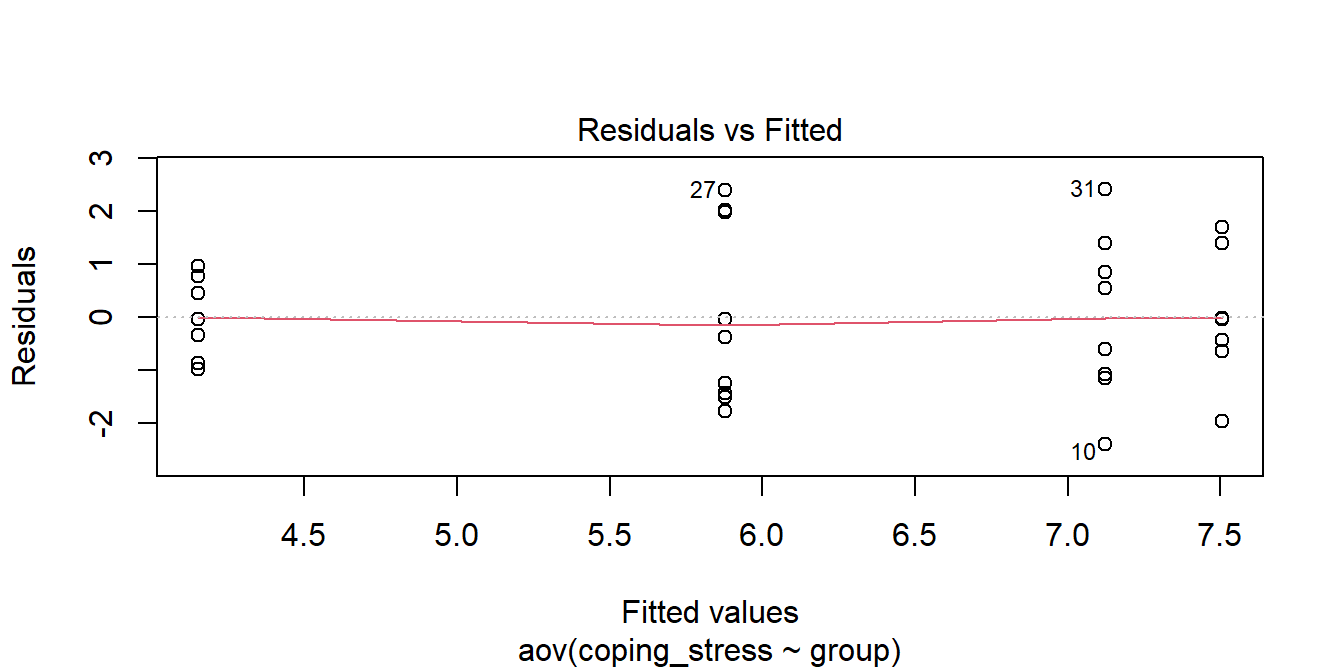 Residuals vs Fitted
3
2
1
0
-2
Residuals
27
31
10
4.5 5.0 5.5 6.0 6.5 7.0 7.5
Fitted values
aov(coping_stress ~ group)